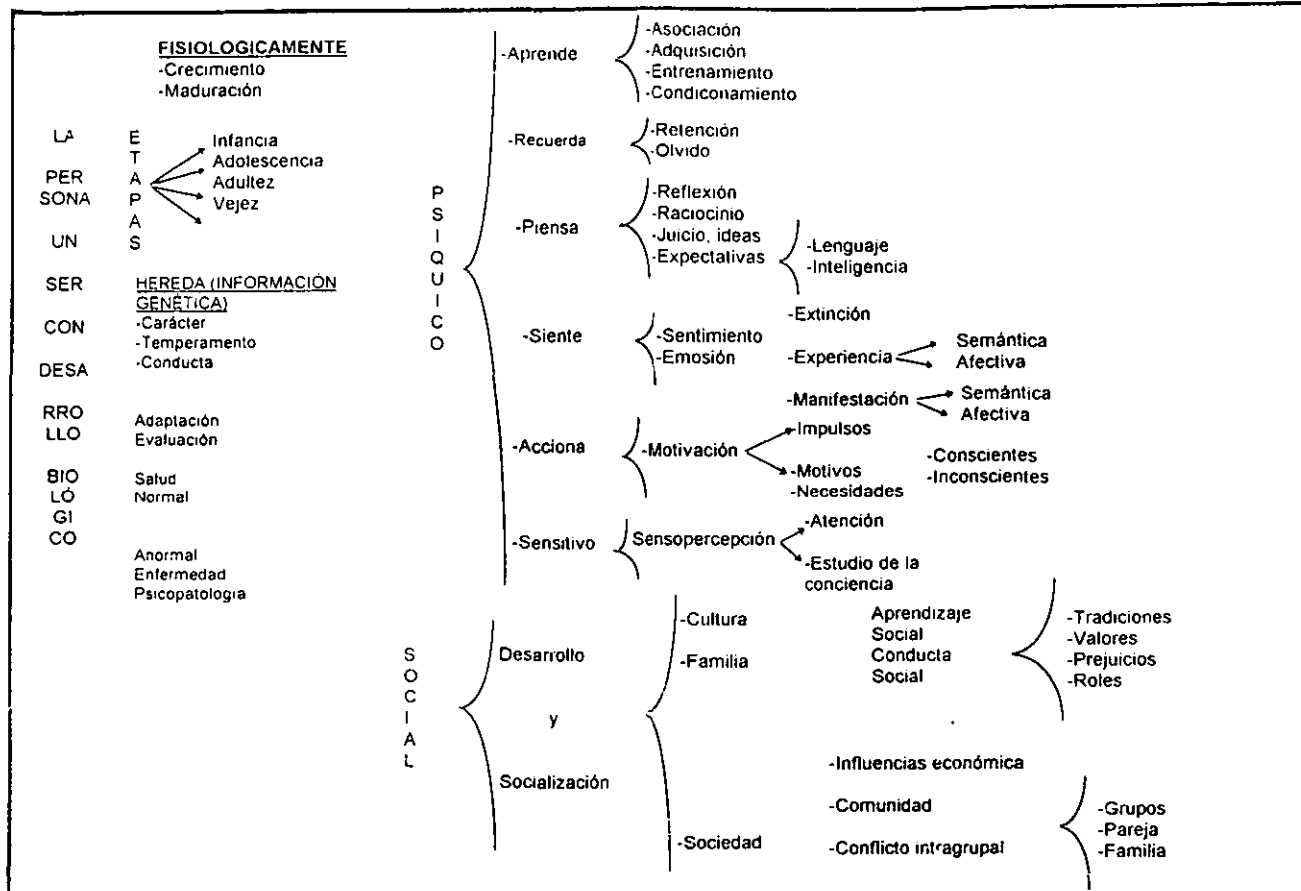 FISIOLOGICAMENTE
-Crecimiento
-Maduración
LA
PER
SONA
UN
SER
CON
DESA
RRO
LLO
BIO
LÓ
GI
CO
E
T
A
P
A
S
Infancia
Adolescencia
Adultez
Vejez
HEREDA (INFORMACIÓN
GENÉTICA)
-Carácter
-Temperamento
-Conducta
Adaptación
Evaluación
Salud
Normal
Anormal
Enfermedad
Psicopatologia
P
S
I
Q
U
I
C
O
-Aprende
-Asociación
-Adquisición
-Entrenamiento
-Condiconamiento
-Recuerda
-Retención
-Olvido
-Piensa
-Reflexión
-Raciocinio
-Juicio, ideas
-Expectativas
-Lenguaje
-Inteligencia
-Siente
-Sentimiento
-Emosión
-Extinción
-Experiencia
Semántica
Afectiva
-Manifestación
Semántica
Afectiva
-Acciona
-Motivación
-Impulsos
-Motivos
-Necesidades
-Conscientes
-Inconscientes
-Sensitivo
Sensopercepción
-Atención
-Estudio de la
conciencia
S
O
C
I
A
L
Desarrollo
y
Socialización
-Cultura
-Familia
-Sociedad
Aprendizaje
Social
Conducta
Social
-Tradiciones
-Valores
-Prejuicios
-Roles
-Influencias económica
-Comunidad
-Conflicto intragrupal
-Grupos
-Pareja
-Familia